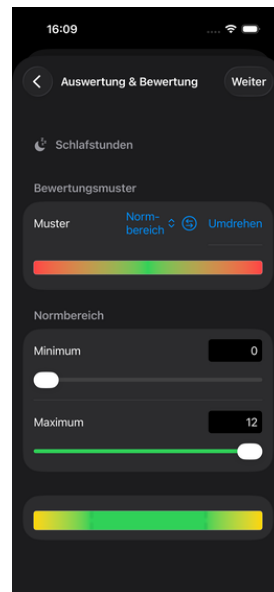 16:09
Auswertung & Bewertung Weiter
Schlafstunden
Bewertungsmuster
Muster Norm-
bereich Umdrehen
Normbereich
Minimum 0
Maximum 12